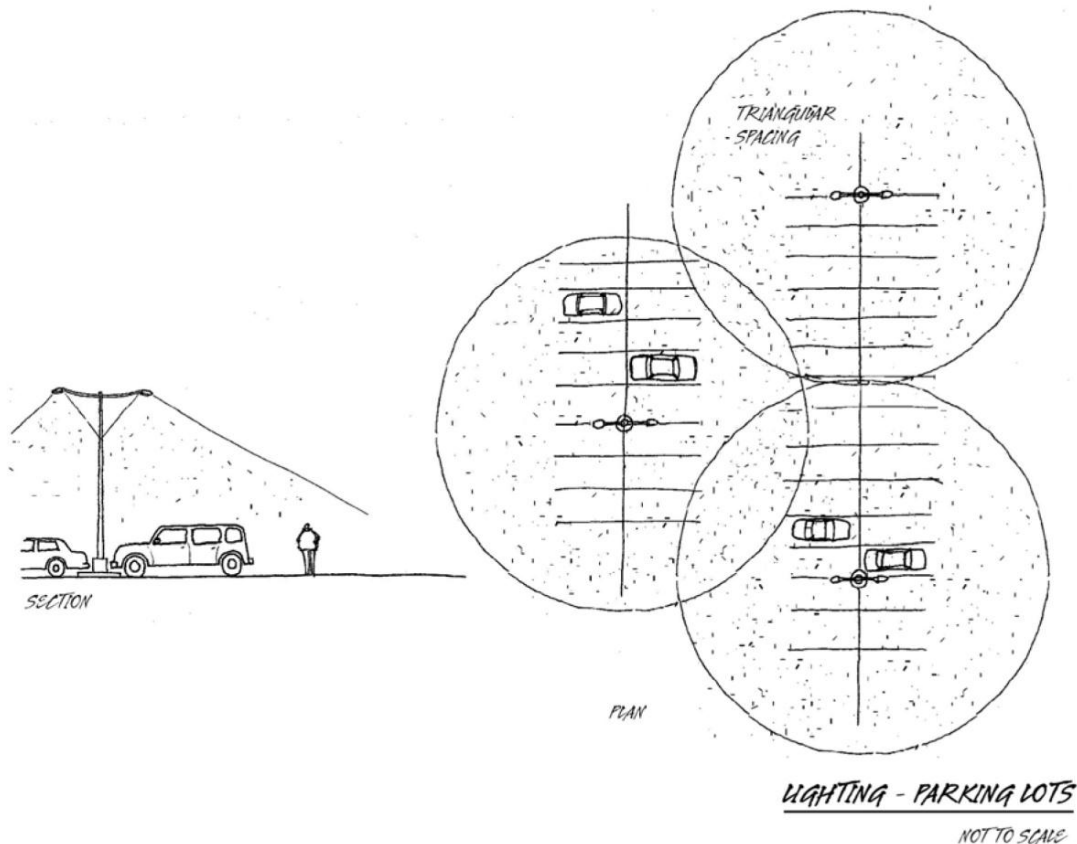 TRIANGULAR
SPACING
SECTION
PLAN
LIGHTING - PARKING LOTS
NOT TO SCALE